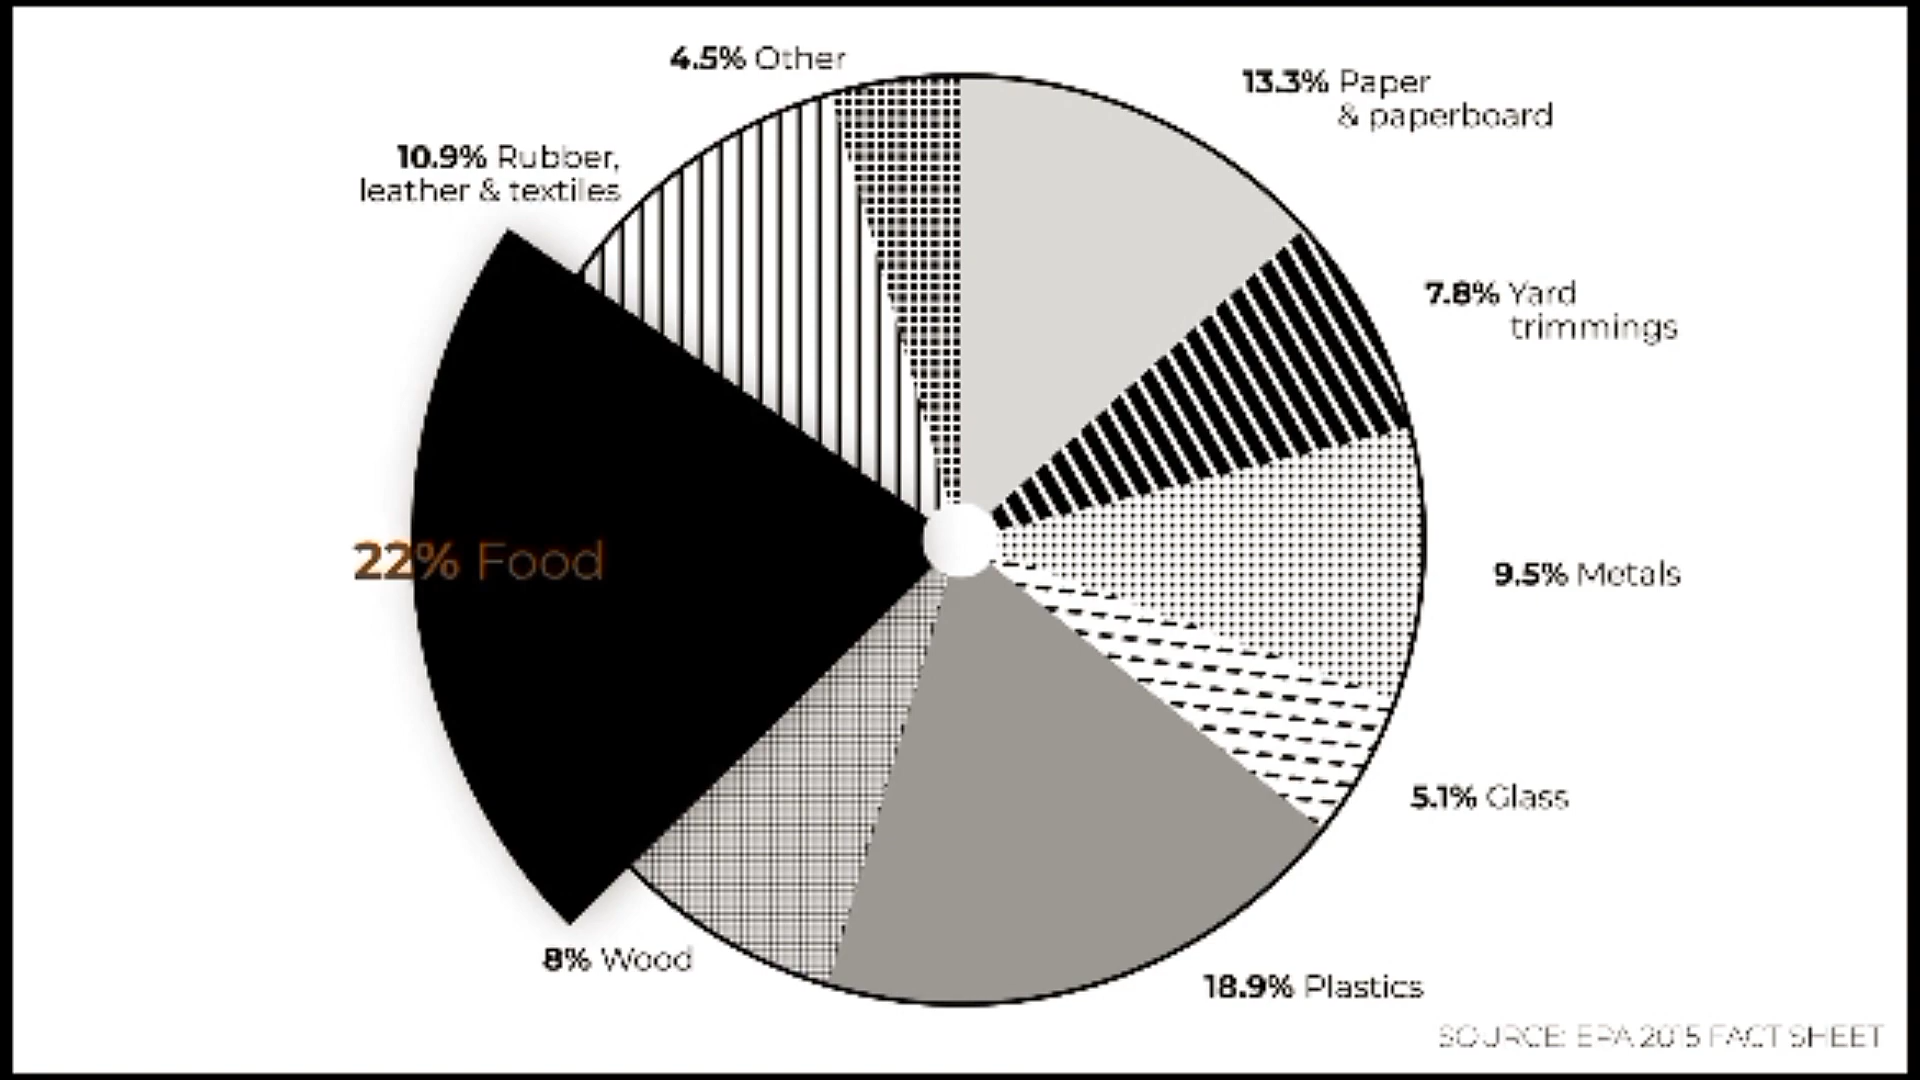 4.5% Other
13.3% Paper
& paperboard
10.9% Rubber,
leather & textiles
7.8% Yard
trimmings
22% Food
9.5% Metals
5.1% Glass
8% Wood
18.9% Plastics
SOURCE: EPA 2015 FACT SHEET